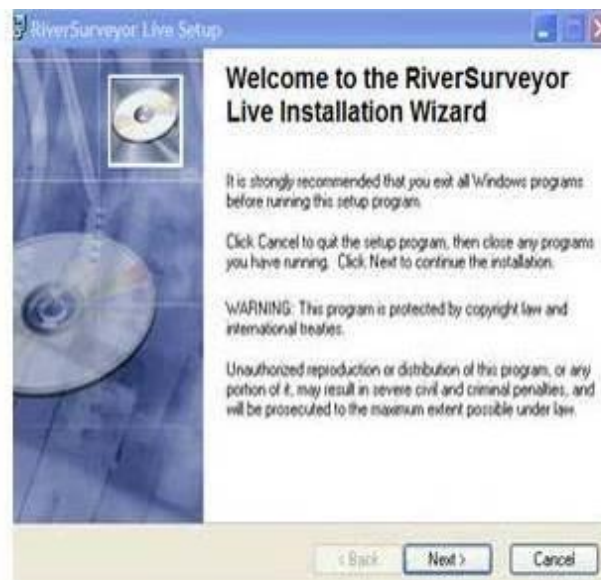 RiverSurveyor Live Setup
Welcome to the RiverSurveyor
Live Installation Wizard
It is strongly recommended that you exit all Windows programs
before running this setup program.
Click Cancel to quit the setup program, then close any programs
you have running. Click Next to continue the installation.
WARNING: This program is protected by copyright law and
international treaties.
Unauthorized reproduction or distribution of this program, or any
portion of it, may result in severe civil and criminal penalties, and
will be prosecuted to the maximum extent possible under law.
< Back Next > Cancel